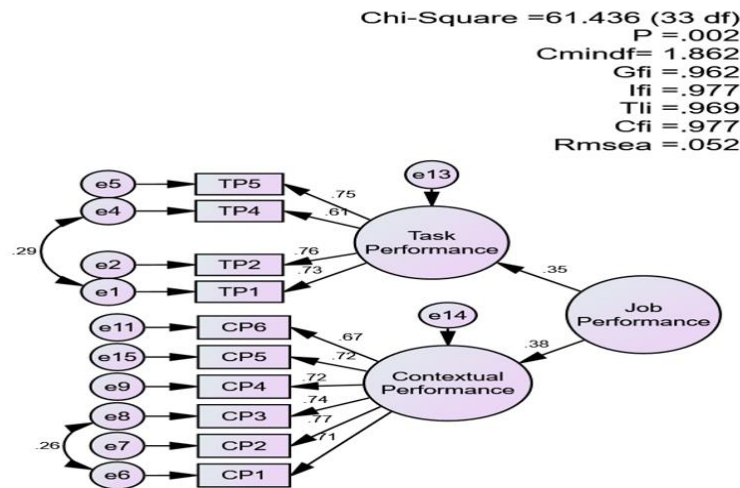 Chi-Square =61.436 (33 df)
P =.002
Cmindf= 1.862
Gfi =.962
Ifi =.977
Tli =.969
Cfi =.977
Rmsea =.052
e13
e5
TP5
.75
e4
TP4
.61
Task
Performance
.29
e2
TP2
.76
.35
e1
TP1
.73
Job
Performance
e14
e11
CP6
.67
.38
e15
CP5
.72
e9
CP4
.72
Contextual
Performance
e8
CP3
.74
.26
e7
CP2
.77
e6
CP1
.71